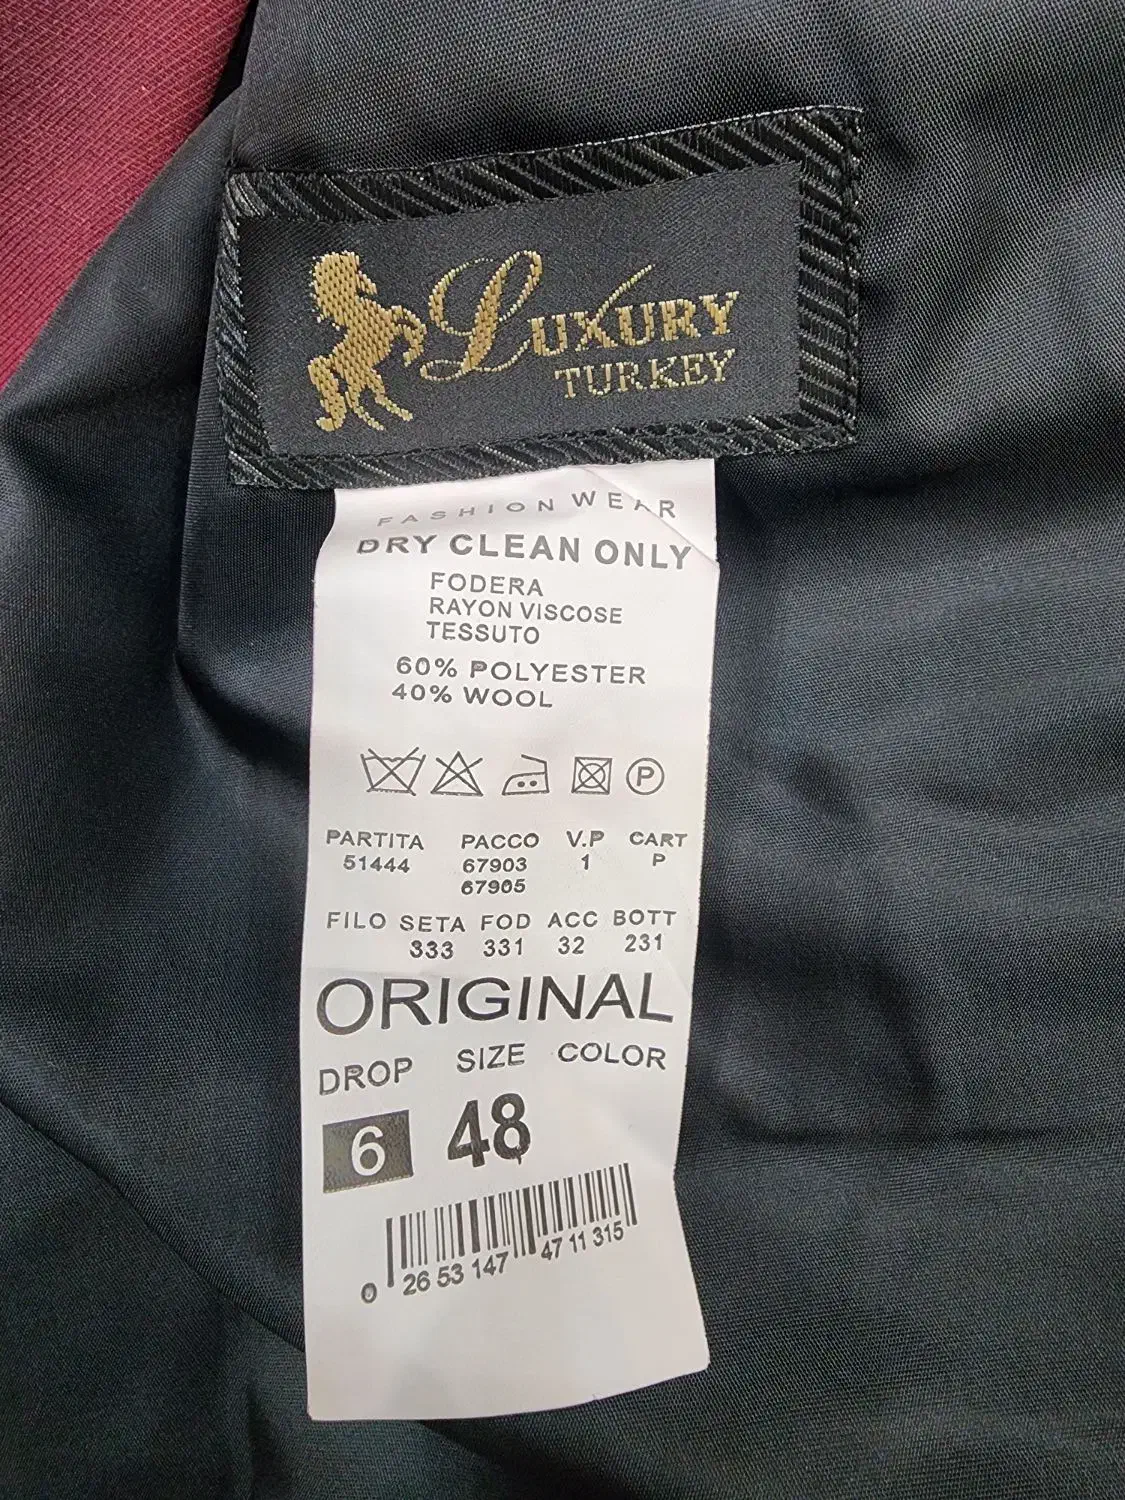 LUXURY
TURKEY
FASHION WEAR
DRY CLEAN ONLY
FODERA
RAYON VISCOSE
TESSUTO
60% POLYESTER
40% WOOL
P
PARTITA PACCO V.P CART
51444 67903 1 P
67905
FILO SETA FOD ACC BOTT
333 331 32 231
ORIGINAL
DROP SIZE COLOR
6 48
0 26 53 147 47 11 315